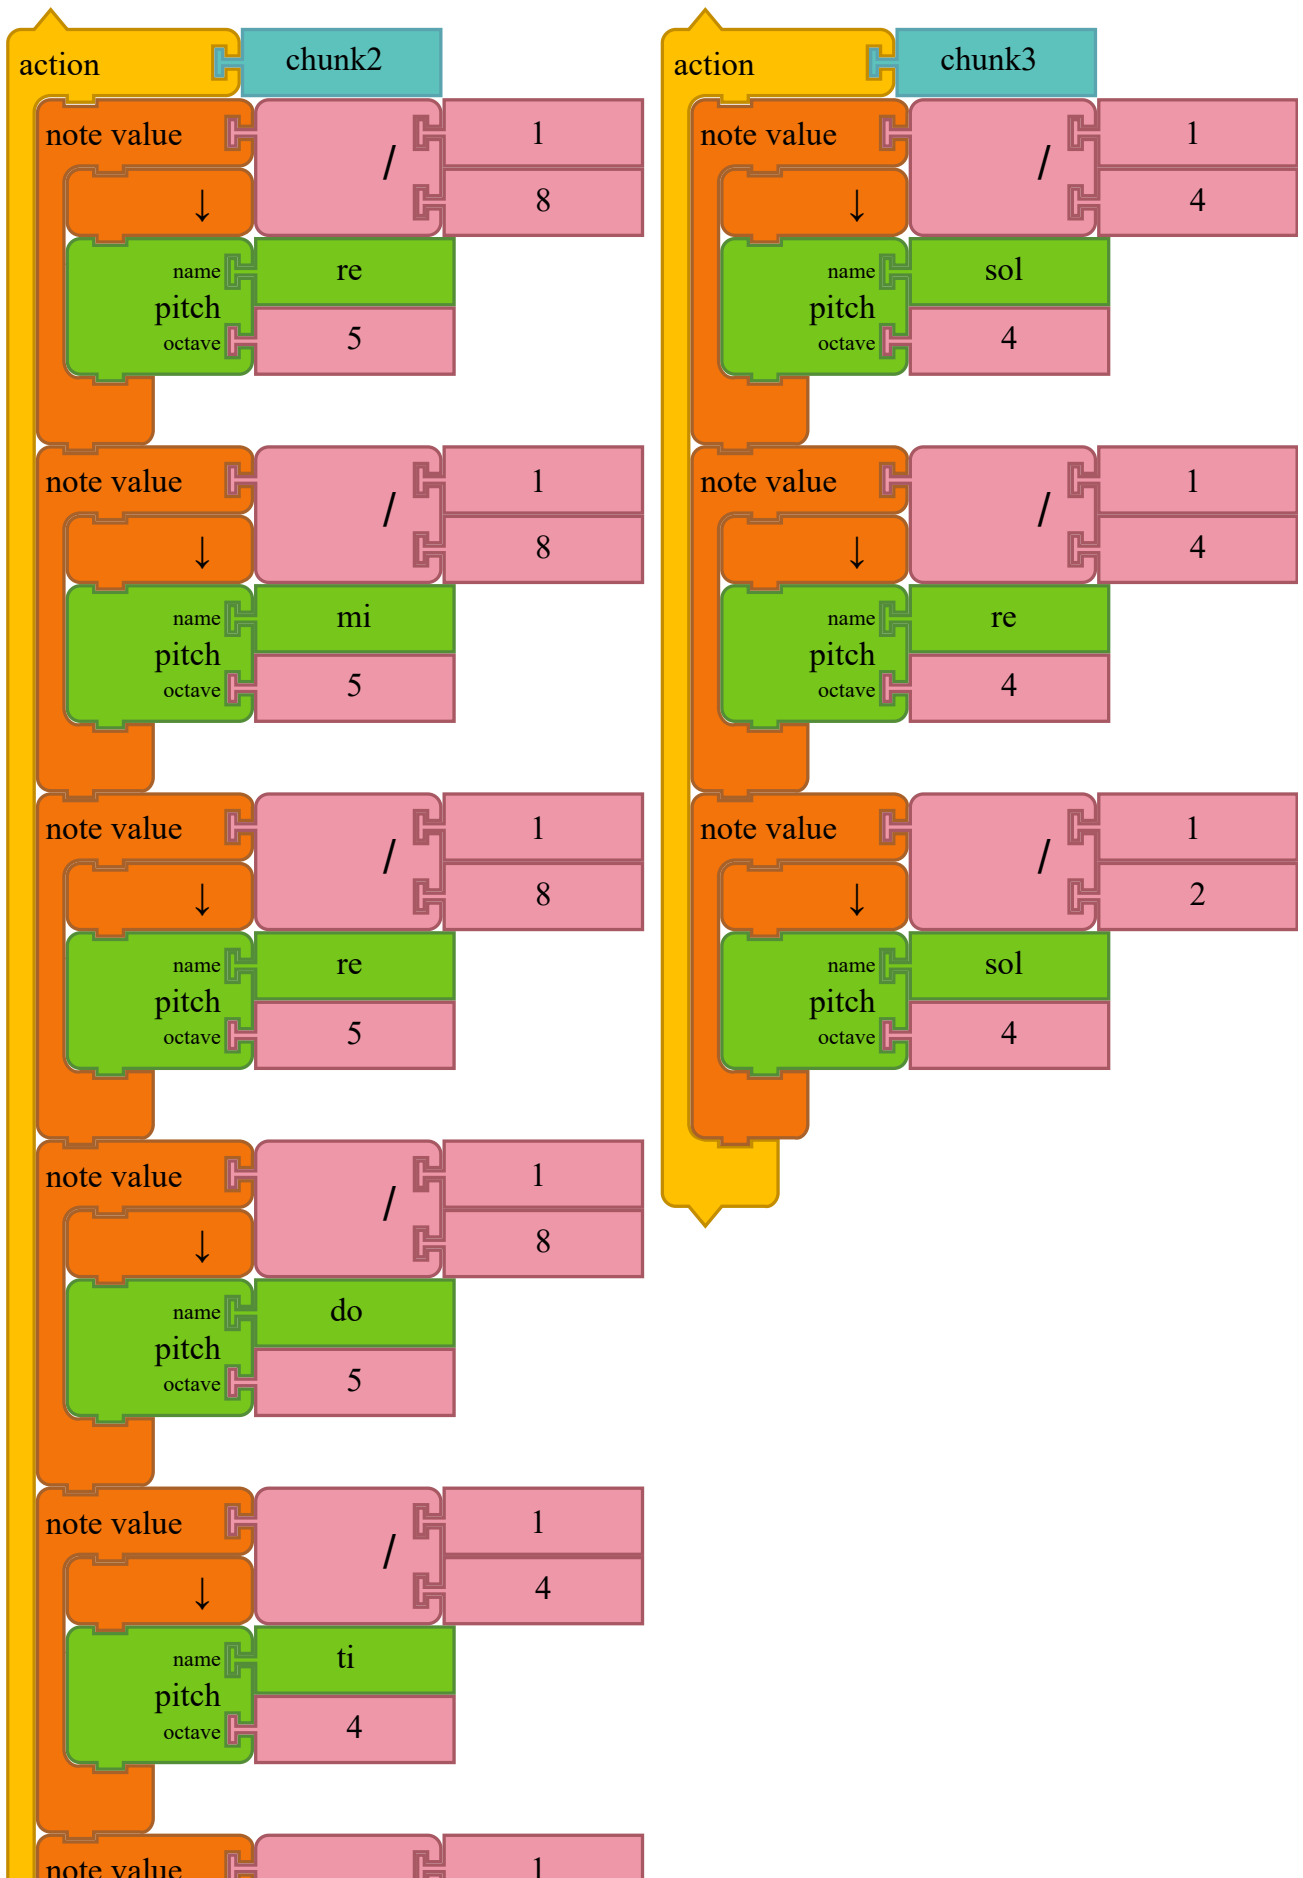 action chunk2
note value / 1
↓ 8
name re
pitch
octave 5
note value / 1
↓ 8
name mi
pitch
octave 5
note value / 1
↓ 8
name re
pitch
octave 5
note value / 1
↓ 8
name do
pitch
octave 5
note value / 1
↓ 4
name ti
pitch
octave 4
note value 1
action chunk3
note value / 1
↓ 4
name sol
pitch
octave 4
note value / 1
↓ 4
name re
pitch
octave 4
note value / 1
↓ 2
name sol
pitch
octave 4